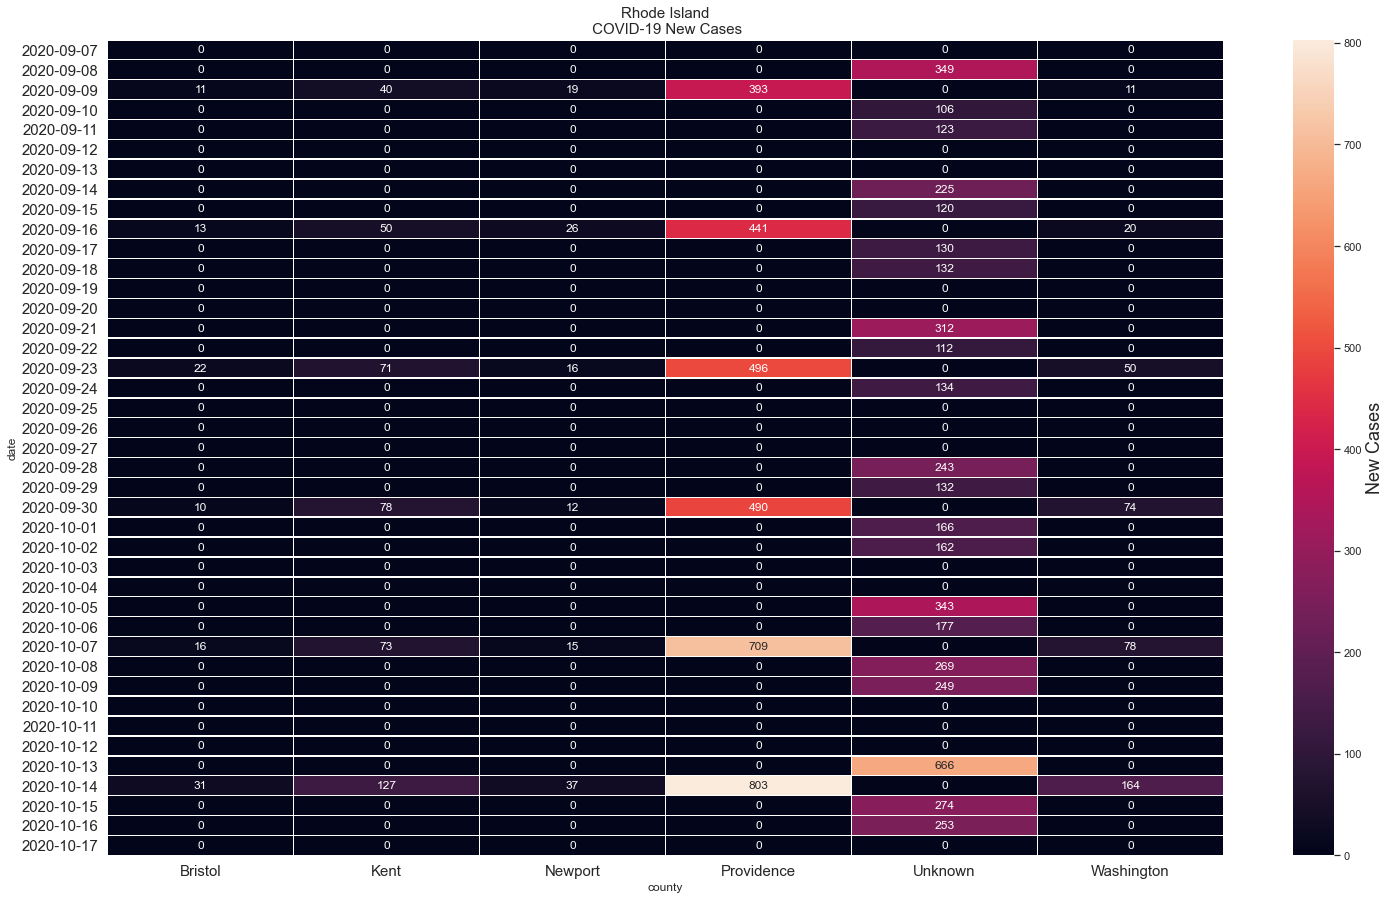 Rhode Island
COVID-19 New Cases
2020-09-07 0 0 0 0 0 0
2020-09-08 0 0 0 0 349 0
2020-09-09 11 40 19 393 0 11
2020-09-10 0 0 0 0 106 0
2020-09-11 0 0 0 0 123 0
2020-09-12 0 0 0 0 0 0
2020-09-13 0 0 0 0 0 0
2020-09-14 0 0 0 0 225 0
2020-09-15 0 0 0 0 120 0
2020-09-16 13 50 26 441 0 20
2020-09-17 0 0 0 0 130 0
2020-09-18 0 0 0 0 132 0
2020-09-19 0 0 0 0 0 0
2020-09-20 0 0 0 0 0 0
2020-09-21 0 0 0 0 312 0
2020-09-22 0 0 0 0 112 0
2020-09-23 22 71 16 496 0 50
2020-09-24 0 0 0 0 134 0
2020-09-25 0 0 0 0 0 0
2020-09-26 0 0 0 0 0 0
2020-09-27 0 0 0 0 0 0
2020-09-28 0 0 0 0 243 0
2020-09-29 0 0 0 0 132 0
2020-09-30 10 78 12 490 0 74
2020-10-01 0 0 0 0 166 0
2020-10-02 0 0 0 0 162 0
2020-10-03 0 0 0 0 0 0
2020-10-04 0 0 0 0 0 0
2020-10-05 0 0 0 0 343 0
2020-10-06 0 0 0 0 177 0
2020-10-07 16 73 15 709 0 78
2020-10-08 0 0 0 0 269 0
2020-10-09 0 0 0 0 249 0
2020-10-10 0 0 0 0 0 0
2020-10-11 0 0 0 0 0 0
2020-10-12 0 0 0 0 0 0
2020-10-13 0 0 0 0 666 0
2020-10-14 31 127 37 803 0 164
2020-10-15 0 0 0 0 274 0
2020-10-16 0 0 0 0 253 0
2020-10-17 0 0 0 0 0 0
Bristol Kent Newport Providence Unknown Washington
county
date
800
700
600
500
400
300
200
100
0
New Cases